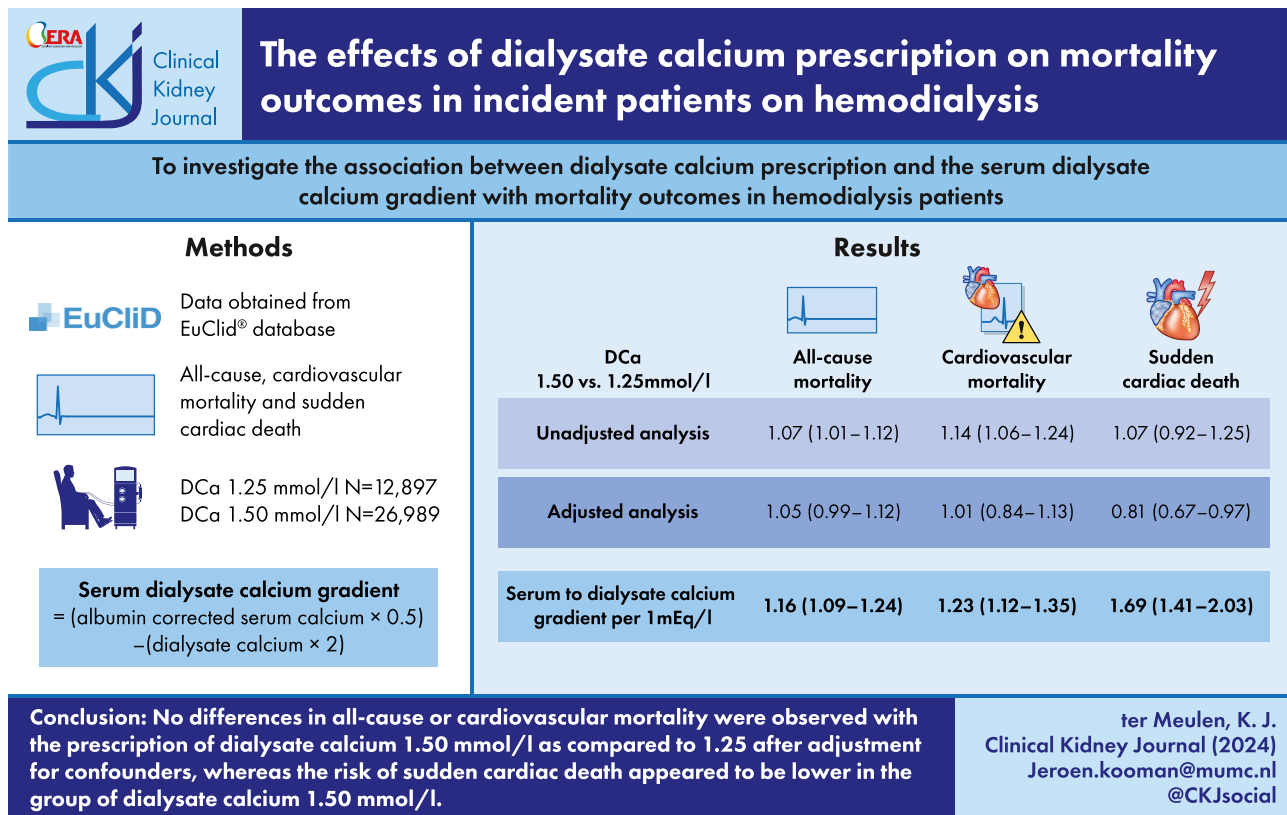 ERA
CKJ
Clinical
Kidney
Journal
The effects of dialysate calcium prescription on mortality
outcomes in incident patients on hemodialysis
To investigate the association between dialysate calcium prescription and the serum dialysate
calcium gradient with mortality outcomes in hemodialysis patients
Methods
EuCliD
Data obtained from
EuClid® database
All-cause, cardiovascular
mortality and sudden
cardiac death
DCa 1.25 mmol/l N=12,897
DCa 1.50 mmol/l N=26,989
Serum dialysate calcium gradient
= (albumin corrected serum calcium × 0.5)
–(dialysate calcium × 2)
Results
DCa
1.50 vs. 1.25mmol/l
All-cause
mortality
Cardiovascular
mortality
Sudden
cardiac death
Unadjusted analysis 1.07 (1.01–1.12) 1.14 (1.06–1.24) 1.07 (0.92–1.25)
Adjusted analysis 1.05 (0.99–1.12) 1.01 (0.84–1.13) 0.81 (0.67–0.97)
Serum to dialysate calcium
gradient per 1mEq/l
1.16 (1.09–1.24) 1.23 (1.12–1.35) 1.69 (1.41–2.03)
Conclusion: No differences in all-cause or cardiovascular mortality were observed with
the prescription of dialysate calcium 1.50 mmol/l as compared to 1.25 after adjustment
for confounders, whereas the risk of sudden cardiac death appeared to be lower in the
group of dialysate calcium 1.50 mmol/l.
ter Meulen, K. J.
Clinical Kidney Journal (2024)
Jeroen.kooman@mumc.nl
@CKJsocial